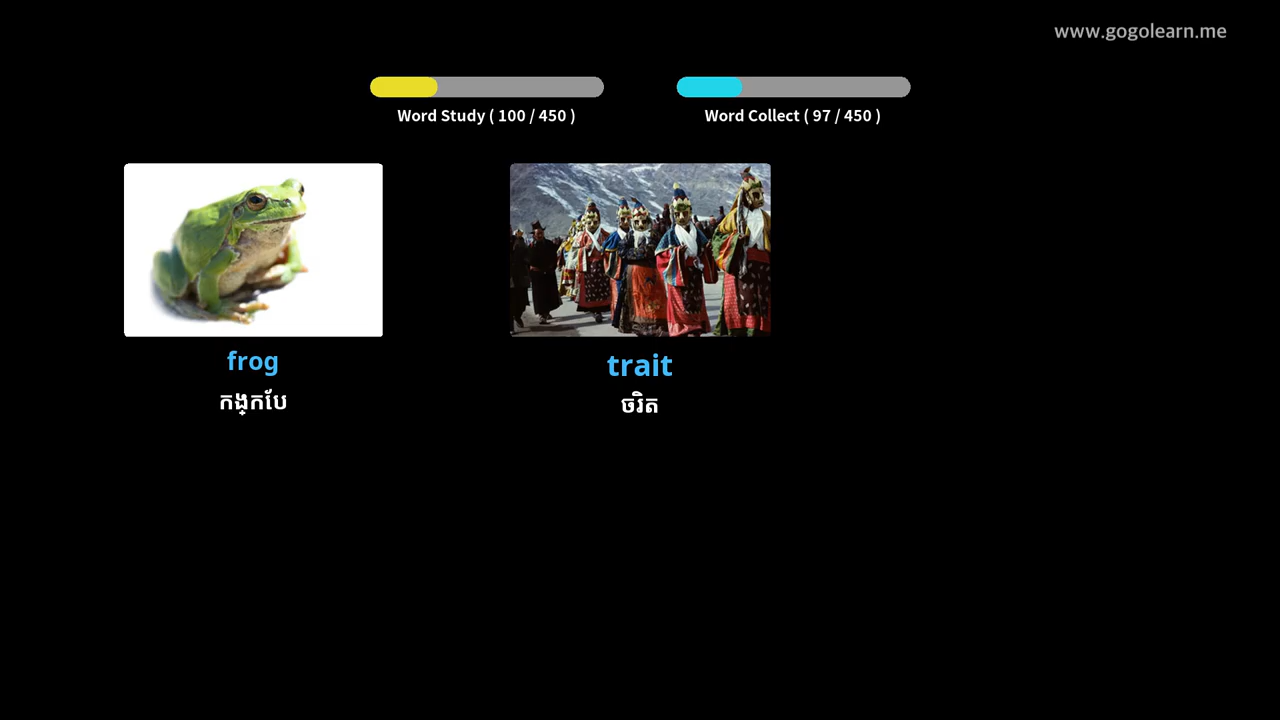 www.gogolearn.me
Word Study ( 100 / 450 )
Word Collect ( 97 / 450 )
frog
trait
កង្កែប
ចរិត